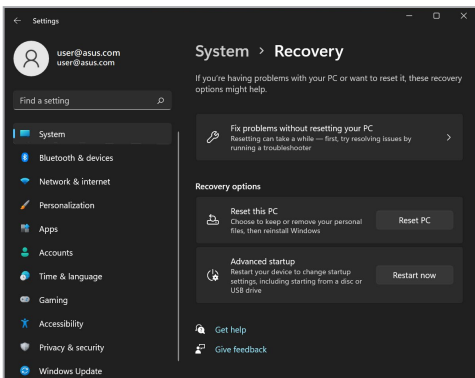 Settings
user@asus.com
user@asus.com
Find a setting
System
Bluetooth & devices
Network & internet
Personalization
Apps
Accounts
Time & language
Gaming
Accessibility
Privacy & security
Windows Update
System > Recovery
If you're having problems with your PC or want to reset it, these recovery
options might help.
Fix problems without resetting your PC
Resetting can take a while — first, try resolving issues by
running a troubleshooter
Recovery options
Reset this PC
Choose to keep or remove your personal
files, then reinstall Windows
Reset PC
Advanced startup
Restart your device to change startup
settings, including starting from a disc or
USB drive
Restart now
Get help
Give feedback